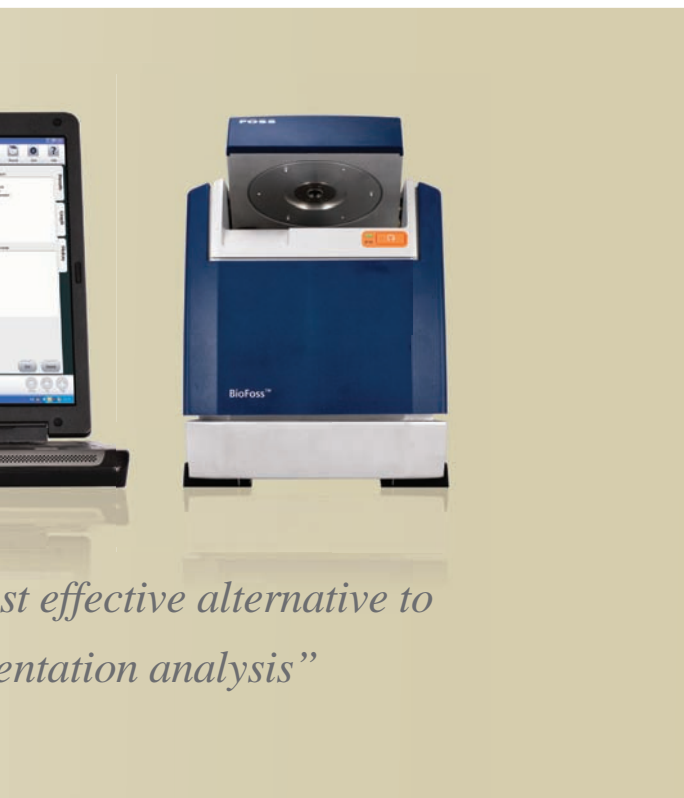 FOSS
BioFoss™
st effective alternative to
entation analysis”